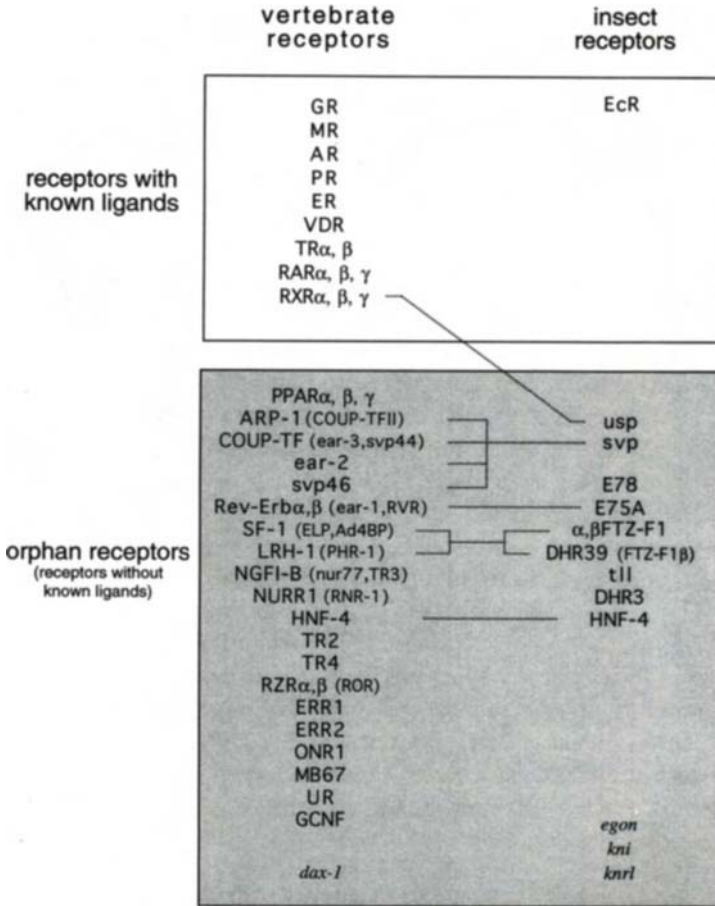 vertebrate receptors
insect receptors
receptors with known ligands
GR EcR
MR
AR
PR
ER
VDR
TRα, β
RARα, β, γ
RXRα, β, γ
orphan receptors
(receptors without known ligands)
PPARα, β, γ
ARP-1 (COUP-TFII) usp
COUP-TF (ear-3,svp44) svp
ear-2
svp46 E78
Rev-Erbα,β (ear-1,RVR) E75A
SF-1 (ELP,Ad4BP) α,βFTZ-F1
LRH-1 (PHR-1) DHR39 (FTZ-F1β)
NGFI-B (nur77,TR3) tll
NURR1 (RNR-1) DHR3
HNF-4 HNF-4
TR2
TR4
RZRα,β (ROR)
ERR1
ERR2
ONR1
MB67
UR
GCNF egon
kni
dax-1 knrl